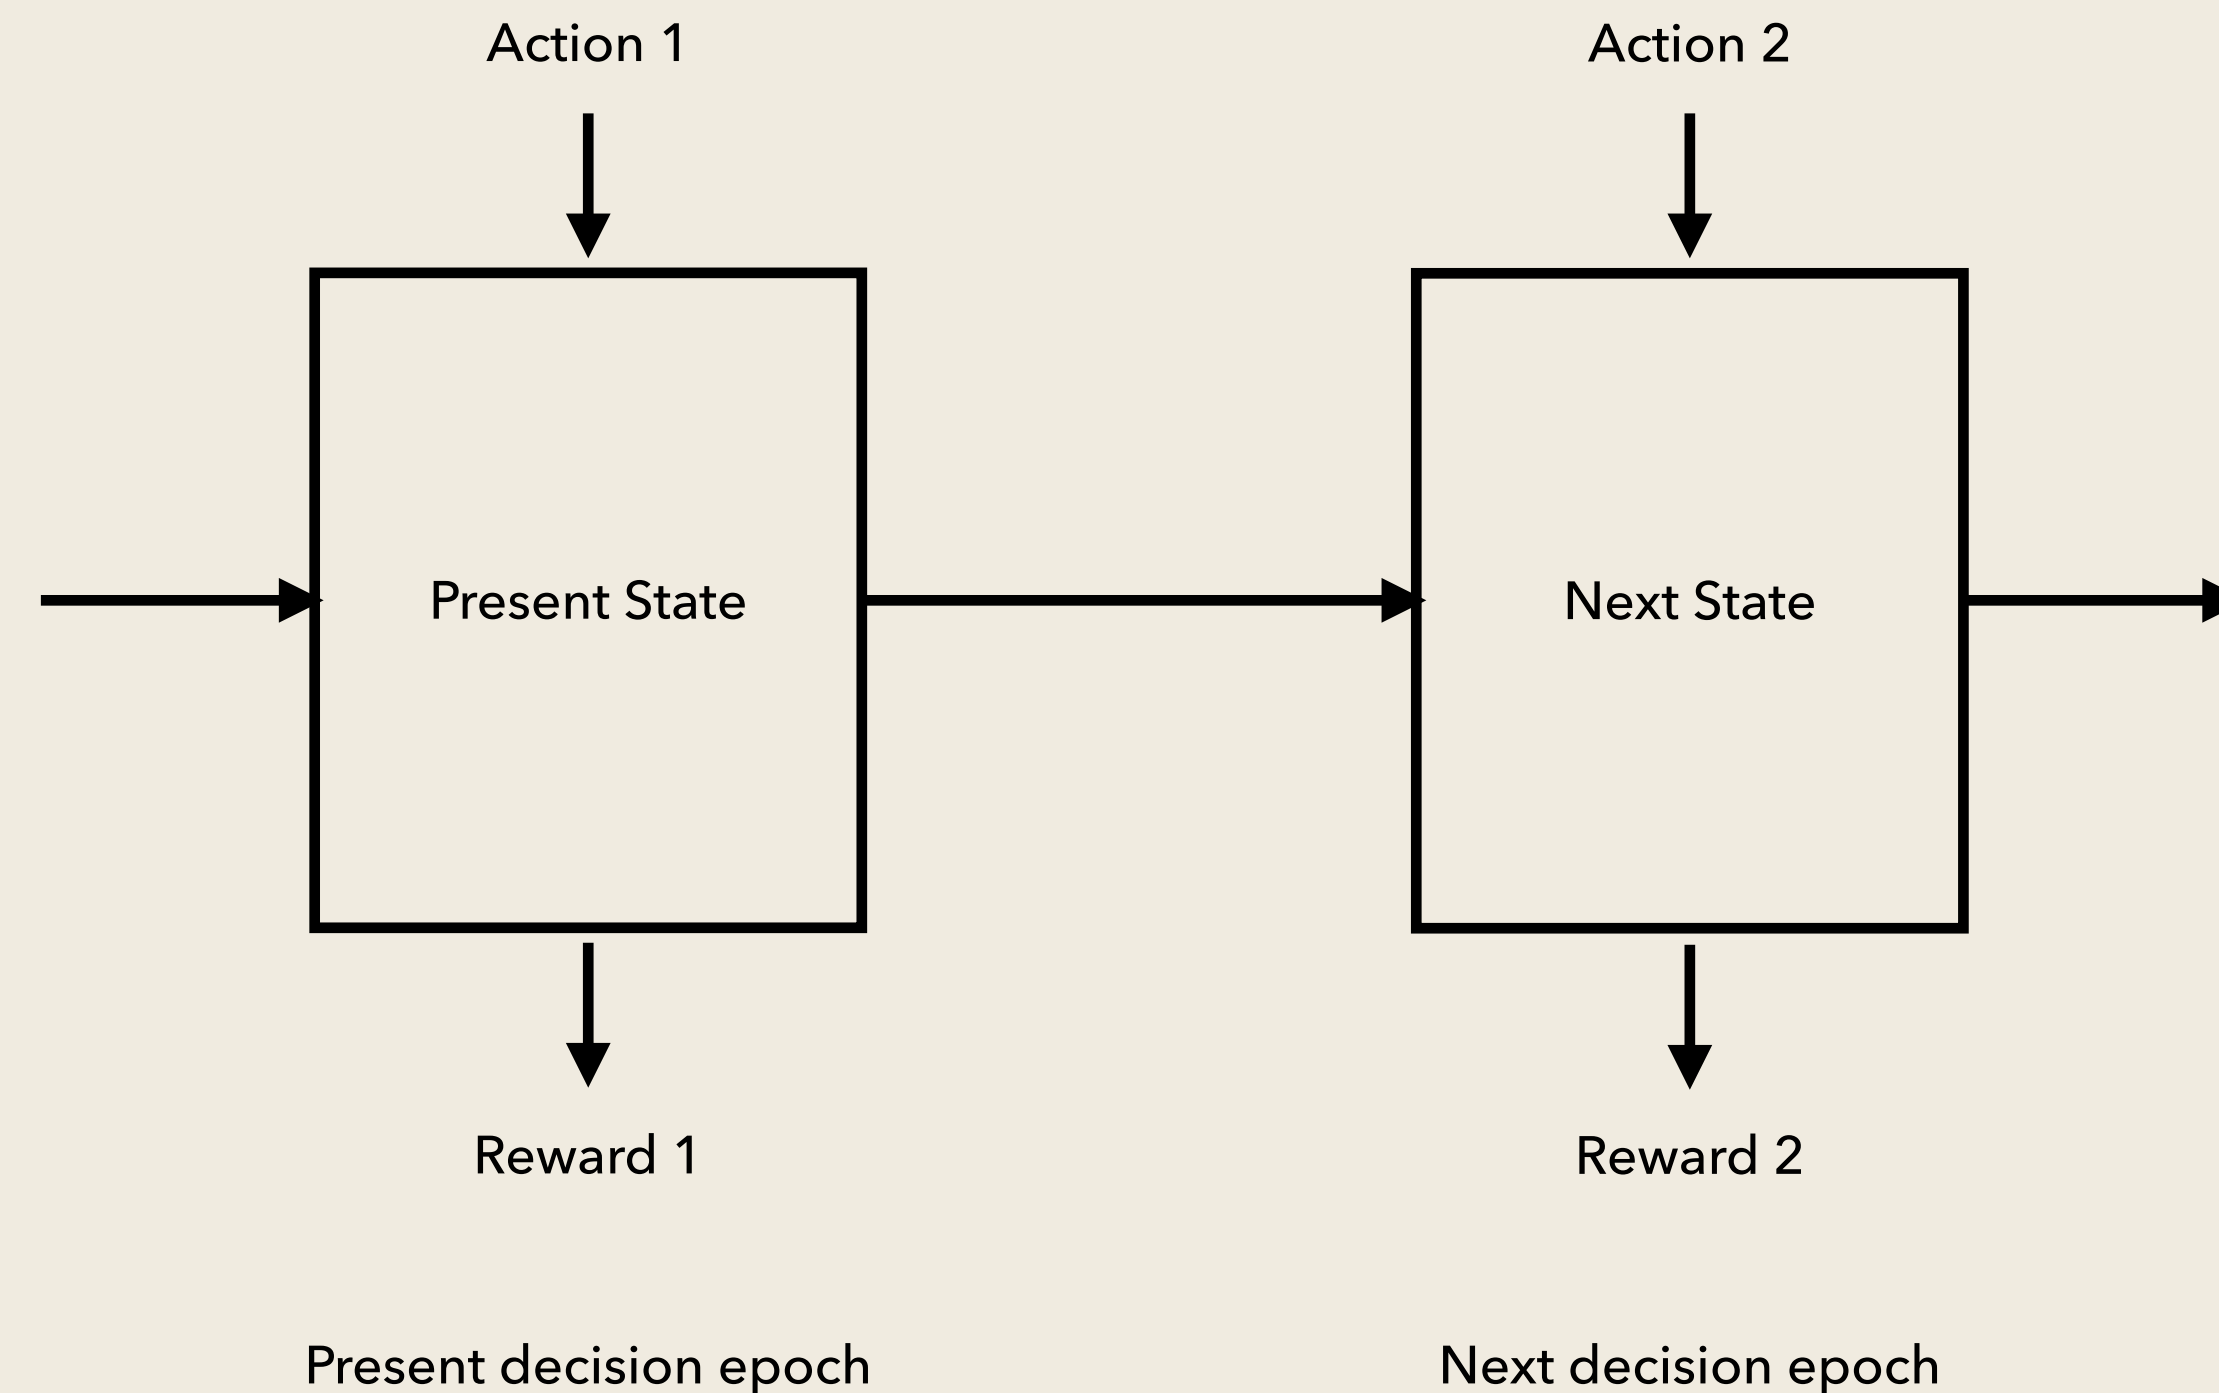 Action 1
Action 2
Present State
Next State
Reward 1
Reward 2
Present decision epoch
Next decision epoch